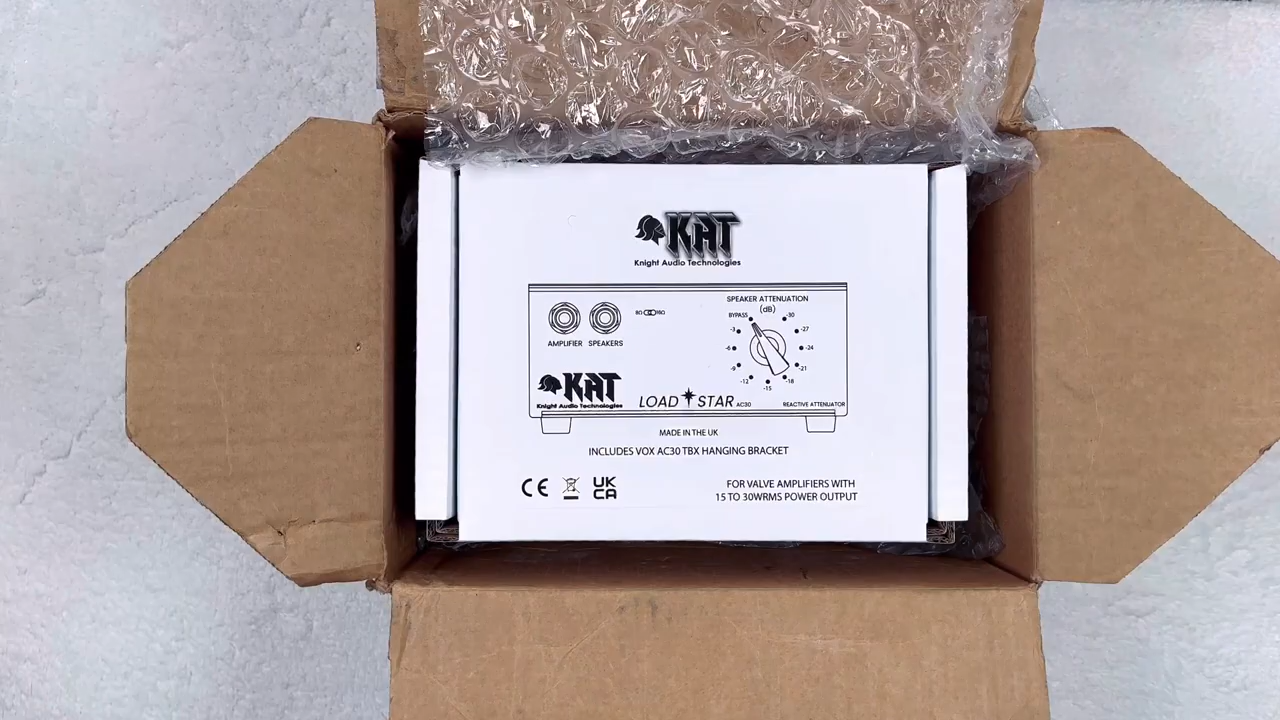 KAT
Knight Audio Technologies
SPEAKER ATTENUATION
(dB)
BYPASS
-30
-3
-27
-6
-24
-9
-21
-12
-18
-15
8Ω 16Ω
AMPLIFIER SPEAKERS
KAT
Knight Audio Technologies
LOAD STAR AC30
REACTIVE ATTENUATOR
MADE IN THE UK
INCLUDES VOX AC30 TBX HANGING BRACKET
CE
UK
CA
FOR VALVE AMPLIFIERS WITH
15 TO 30WRMS POWER OUTPUT